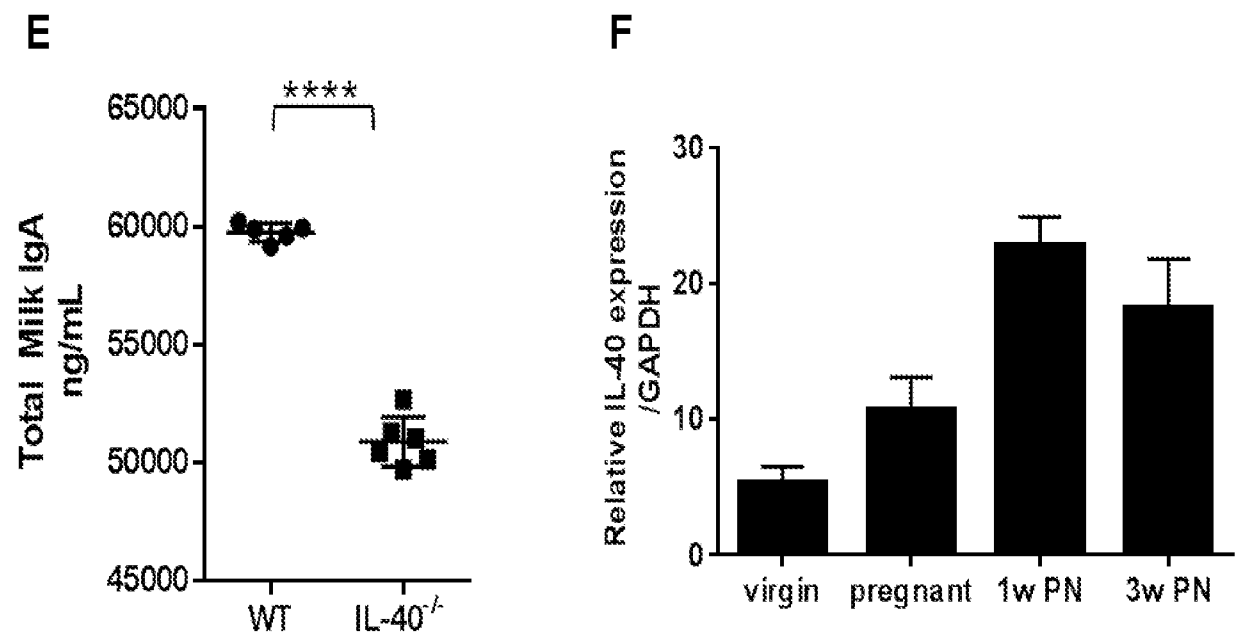 E
****
65000
60000
55000
50000
45000
Total Milk IgA
ng/mL
WT
IL-40-/-
F
30
20
10
0
Relative IL-40 expression
/GAPDH
virgin
pregnant
1w PN
3w PN